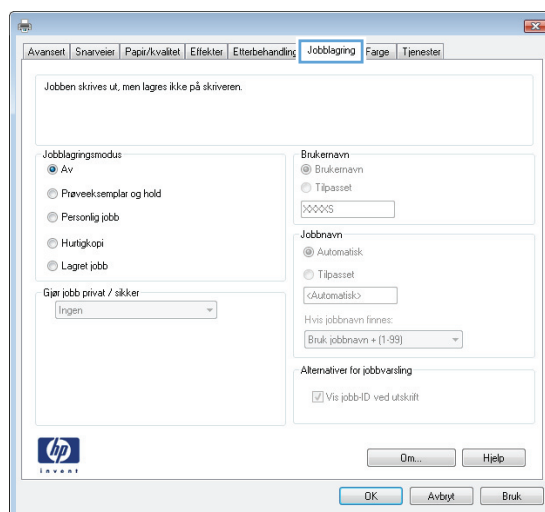 Avansert Snarveier Papir/kvalitet Effekter Etterbehandling Jobblagring Farge Tjenester
Jobben skrives ut, men lagres ikke på skriveren.
Jobblagringsmodus
Av
Prøveeksemplar og hold
Personlig jobb
Hurtigkopi
Lagret jobb
Gjør jobb privat / sikker
Ingen
Brukernavn
Brukernavn
Tilpasset
XXXXS
Jobbnavn
Automatisk
Tilpasset
<Automatisk>
Hvis jobbnavn finnes:
Bruk jobbnavn + (1-99)
Alternativer for jobbvarsling
Vis jobb-ID ved utskrift
hp
invent
Om... Hjelp
OK Avbryt Bruk